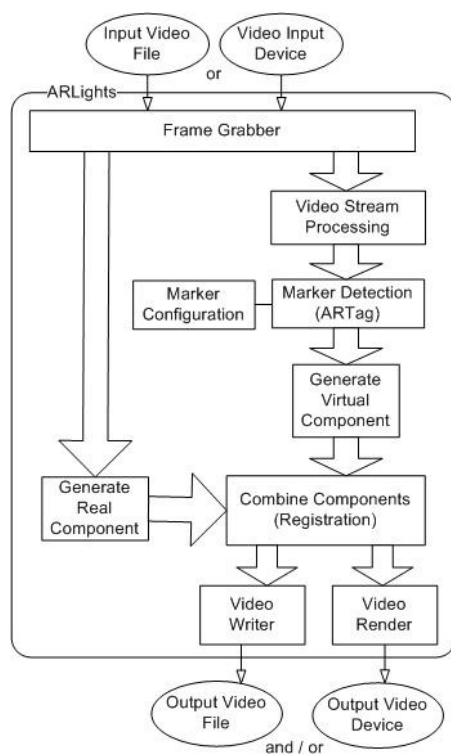 Input Video
File
or
Video Input
Device
ARLights
Frame Grabber
Video Stream
Processing
Marker
Configuration
Marker Detection
(ARTag)
Generate
Virtual
Component
Generate
Real
Component
Combine Components
(Registration)
Video
Writer
Video
Render
Output Video
File
Output Video
Device
and / or